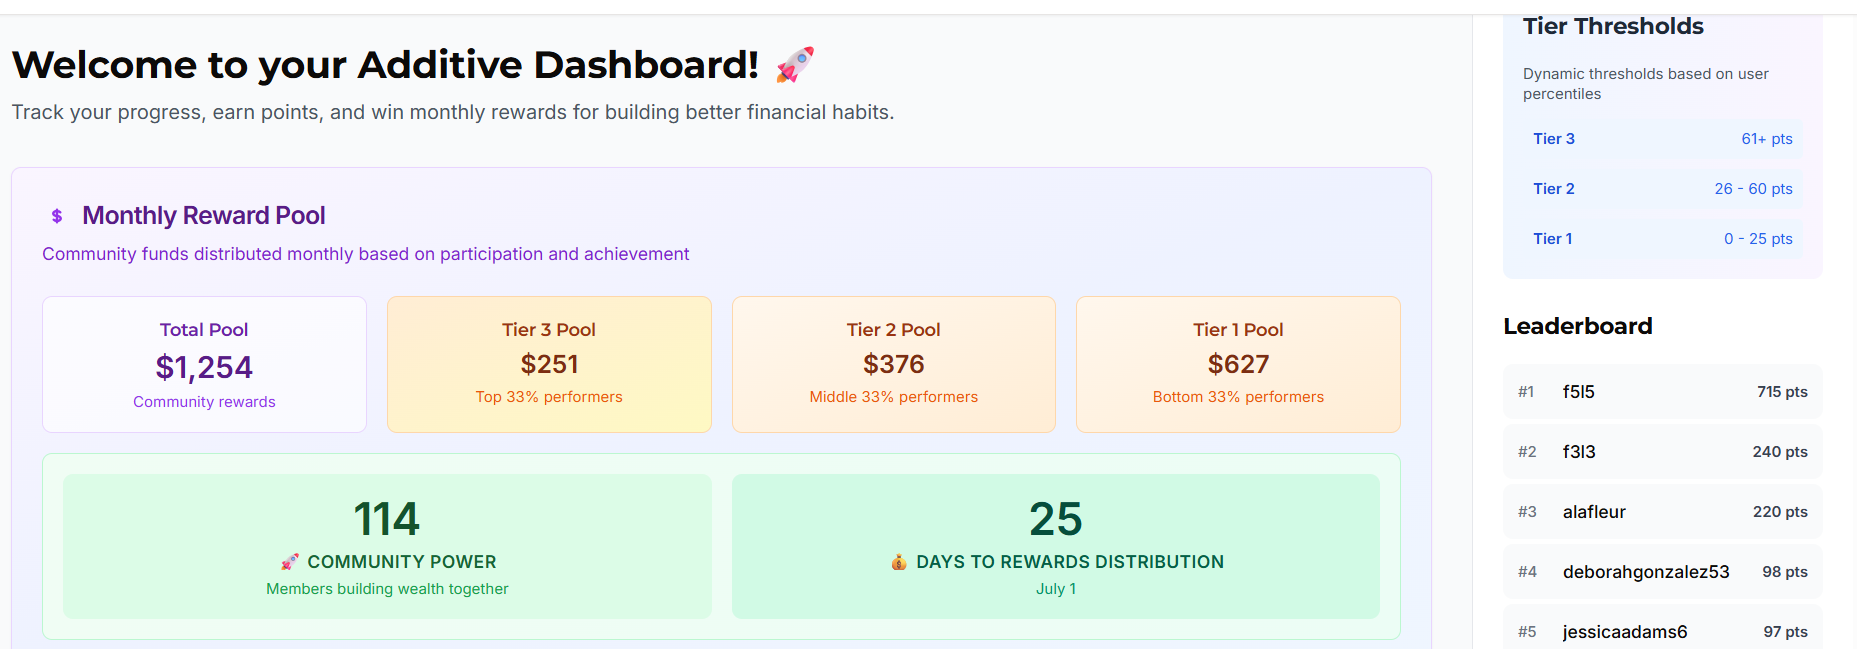 Welcome to your Additive Dashboard! 🚀
Track your progress, earn points, and win monthly rewards for building better financial habits.
$ Monthly Reward Pool
Community funds distributed monthly based on participation and achievement
Total Pool
$1,254
Community rewards
Tier 3 Pool
$251
Top 33% performers
Tier 2 Pool
$376
Middle 33% performers
Tier 1 Pool
$627
Bottom 33% performers
114
🚀 COMMUNITY POWER
Members building wealth together
25
💰 DAYS TO REWARDS DISTRIBUTION
July 1
Tier Thresholds
Dynamic thresholds based on user
percentiles
Tier 3 61+ pts
Tier 2 26 - 60 pts
Tier 1 0 - 25 pts
Leaderboard
#1 f5l5 715 pts
#2 f3l3 240 pts
#3 alafleur 220 pts
#4 deborahgonzalez53 98 pts
#5 jessicaadams6 97 pts